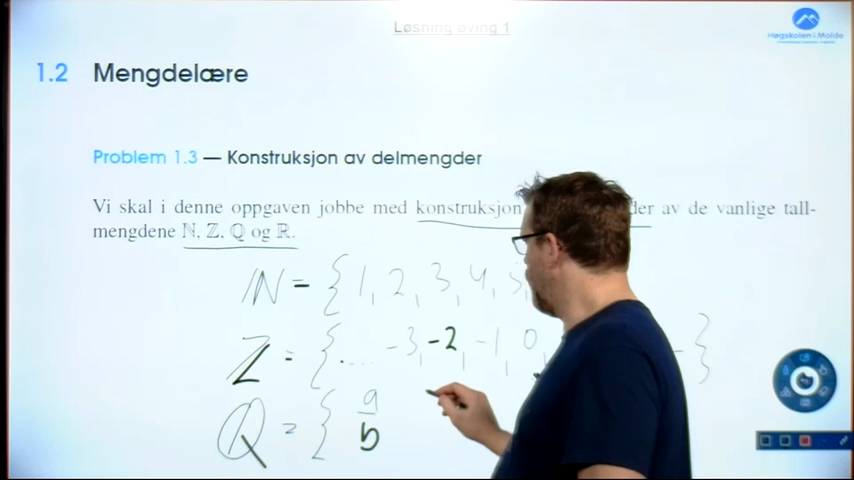 Løsning øving 1
Høgskolen i Molde
1.2 Mengdelære
Problem 1.3 — Konstruksjon av delmengder
Vi skal i denne oppgaven jobbe med konstruksjon der av de vanlige tall-
mengdene ℕ, ℤ, ℚ og ℝ.
ℕ = { 1, 2, 3, 4, 5,
ℤ = { .... -3, -2, -1, 0, }
ℚ = { a/b